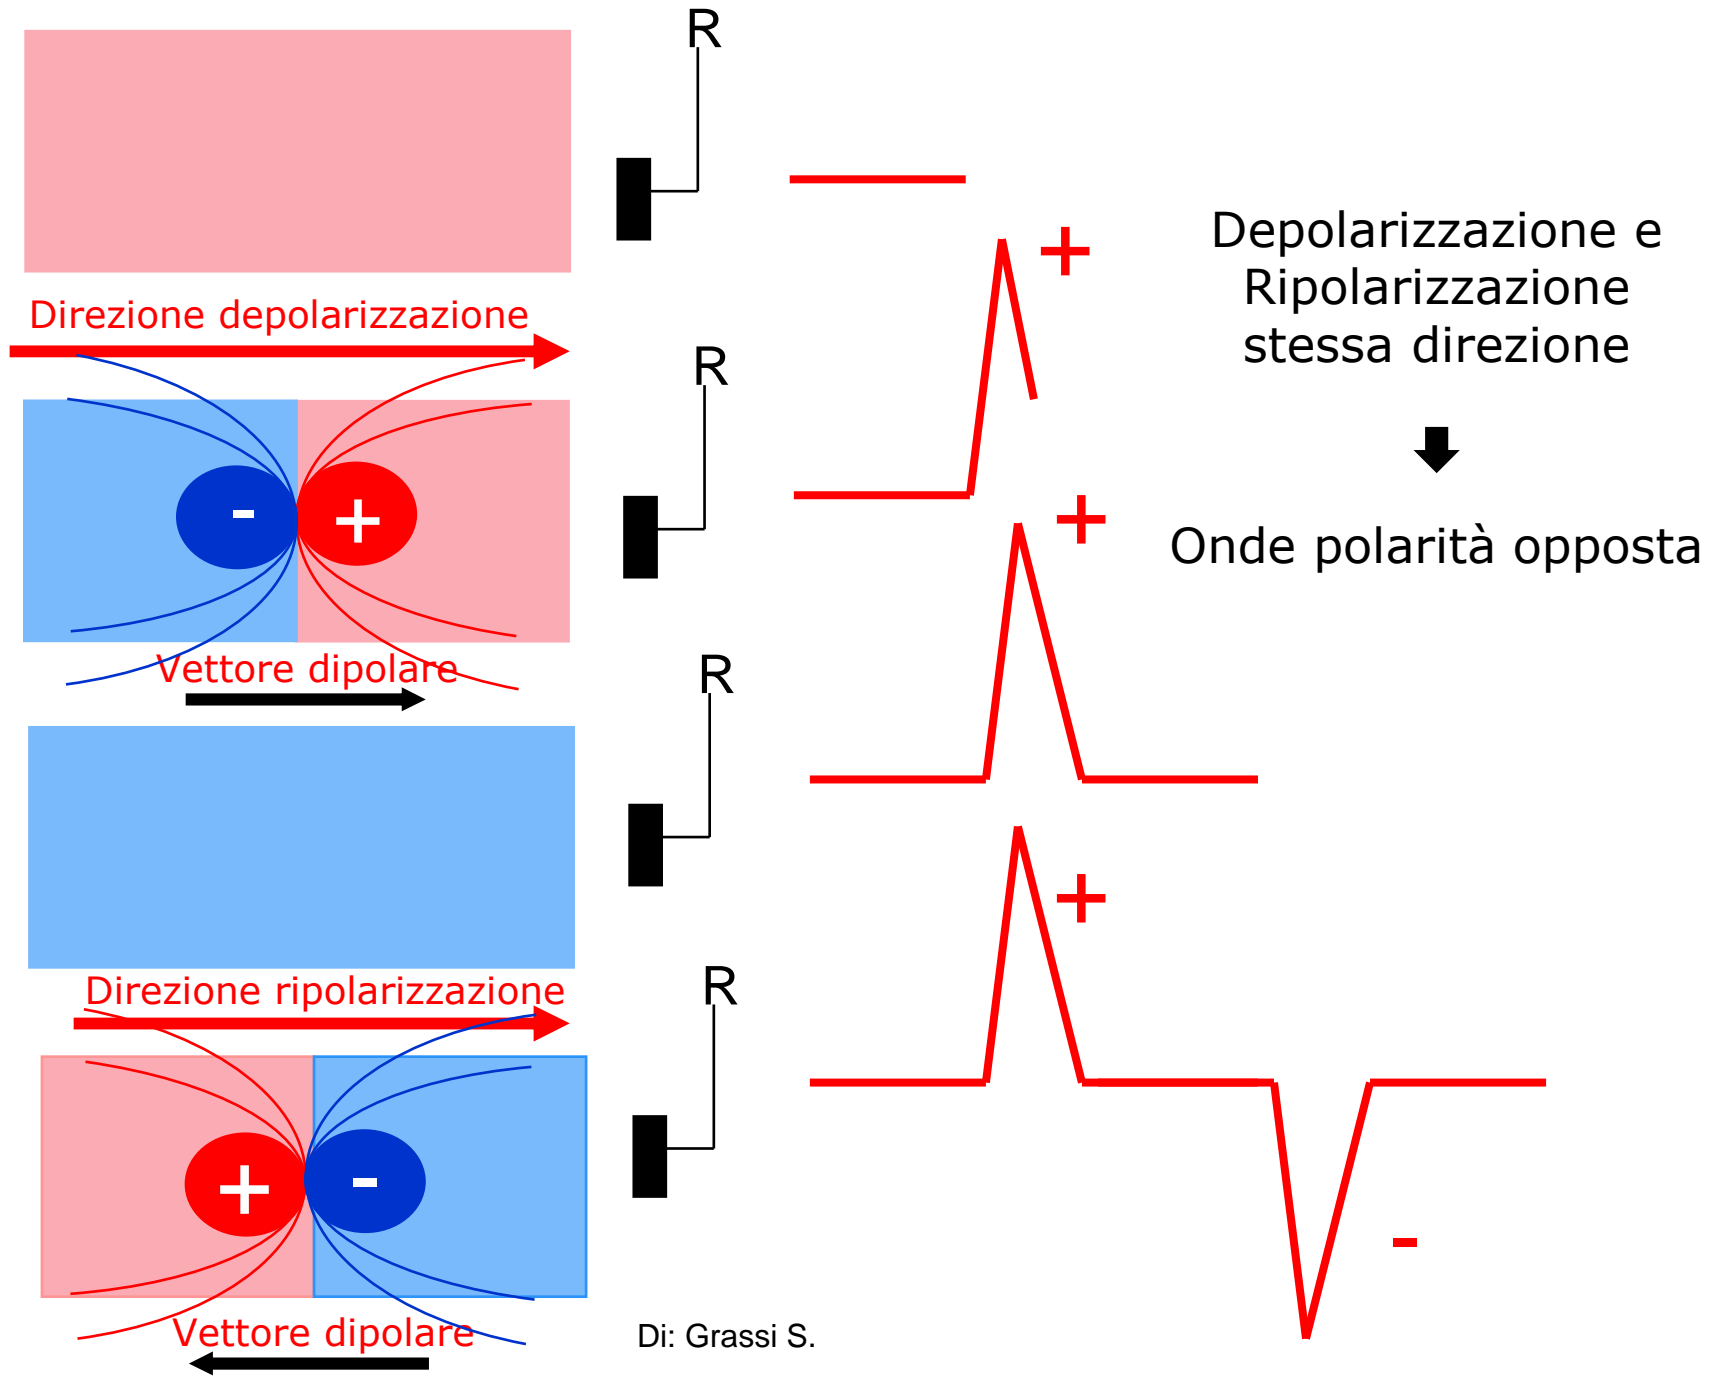 R
+
Depolarizzazione e
Ripolarizzazione
stessa direzione
Direzione depolarizzazione
R
- +
+
Onde polarità opposta
Vettore dipolare
R
+
Direzione ripolarizzazione
R
+ -
-
Vettore dipolare
Di: Grassi S.